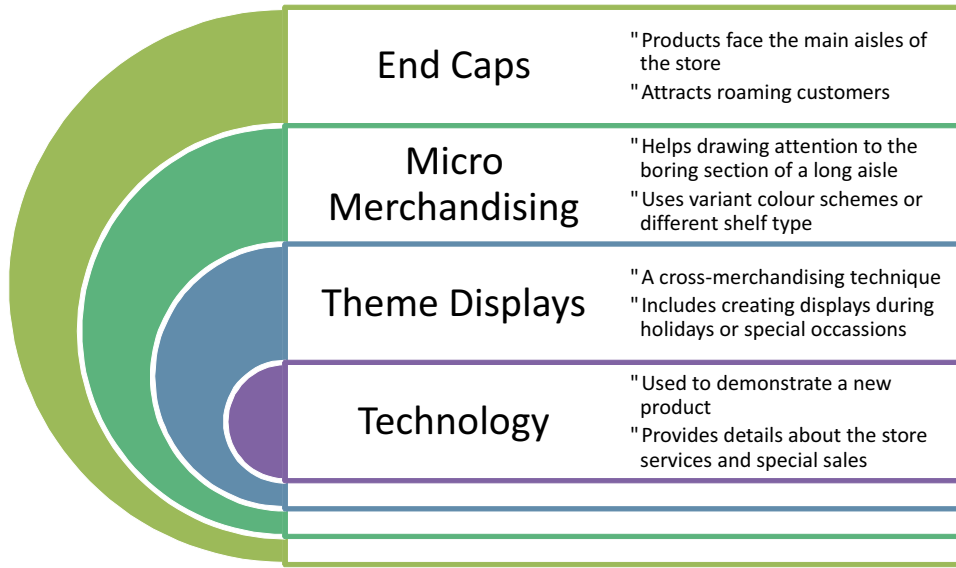 End Caps
"Products face the main aisles of
the store
"Attracts roaming customers
Micro
Merchandising
"Helps drawing attention to the
boring section of a long aisle
"Uses variant colour schemes or
different shelf type
Theme Displays
"A cross-merchandising technique
"Includes creating displays during
holidays or special occassions
Technology
"Used to demonstrate a new
product
"Provides details about the store
services and special sales